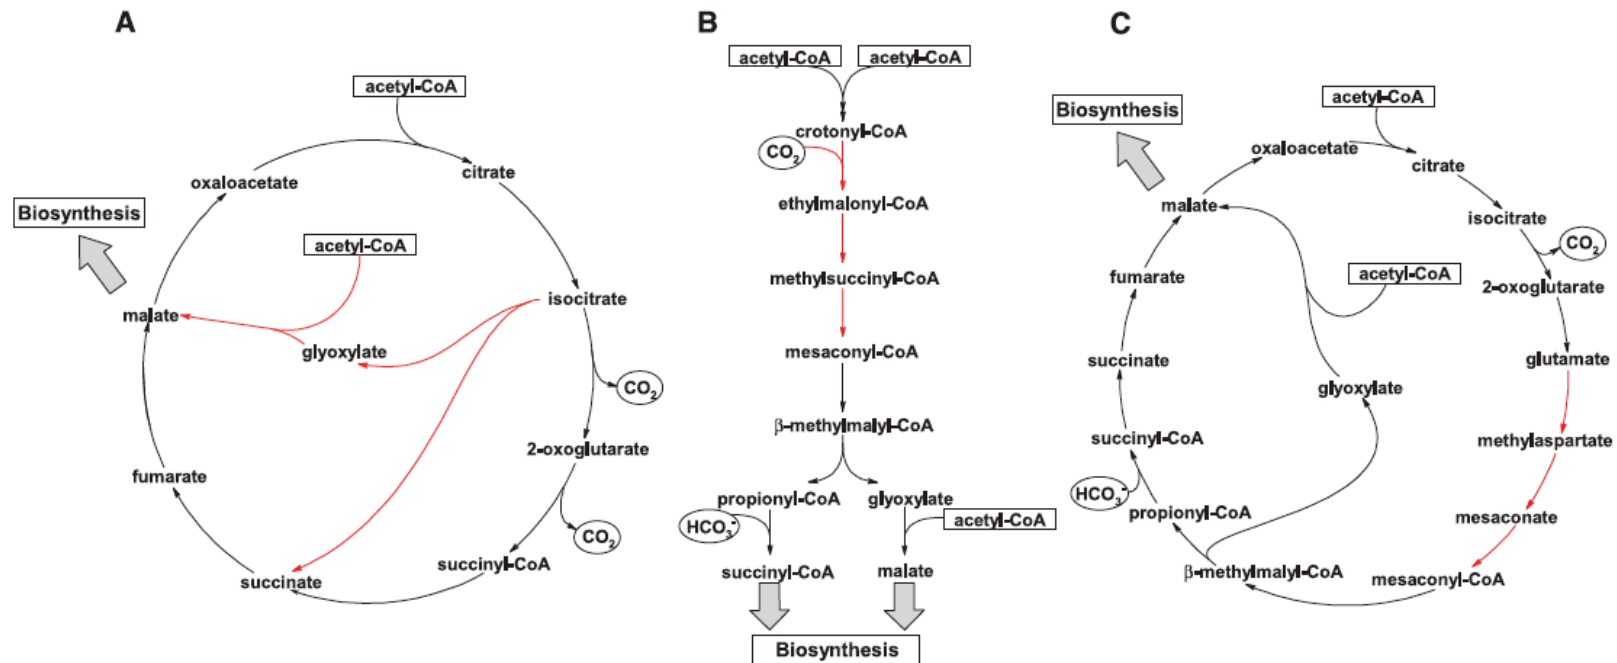 A
acetyl-CoA
oxaloacetate
citrate
Biosynthesis
acetyl-CoA
malate
isocitrate
glyoxylate
CO2
2-oxoglutarate
fumarate
CO2
succinyl-CoA
succinate
B
acetyl-CoA
acetyl-CoA
crotonyl-CoA
CO2
ethylmalonyl-CoA
methylsuccinyl-CoA
mesaconyl-CoA
β-methylmalyl-CoA
propionyl-CoA
glyoxylate
HCO3-
acetyl-CoA
succinyl-CoA
malate
Biosynthesis
C
acetyl-CoA
Biosynthesis
oxaloacetate
citrate
malate
isocitrate
CO2
fumarate
acetyl-CoA
2-oxoglutarate
succinate
glutamate
glyoxylate
succinyl-CoA
methylaspartate
HCO3-
propionyl-CoA
mesaconate
β-methylmalyl-CoA
mesaconyl-CoA